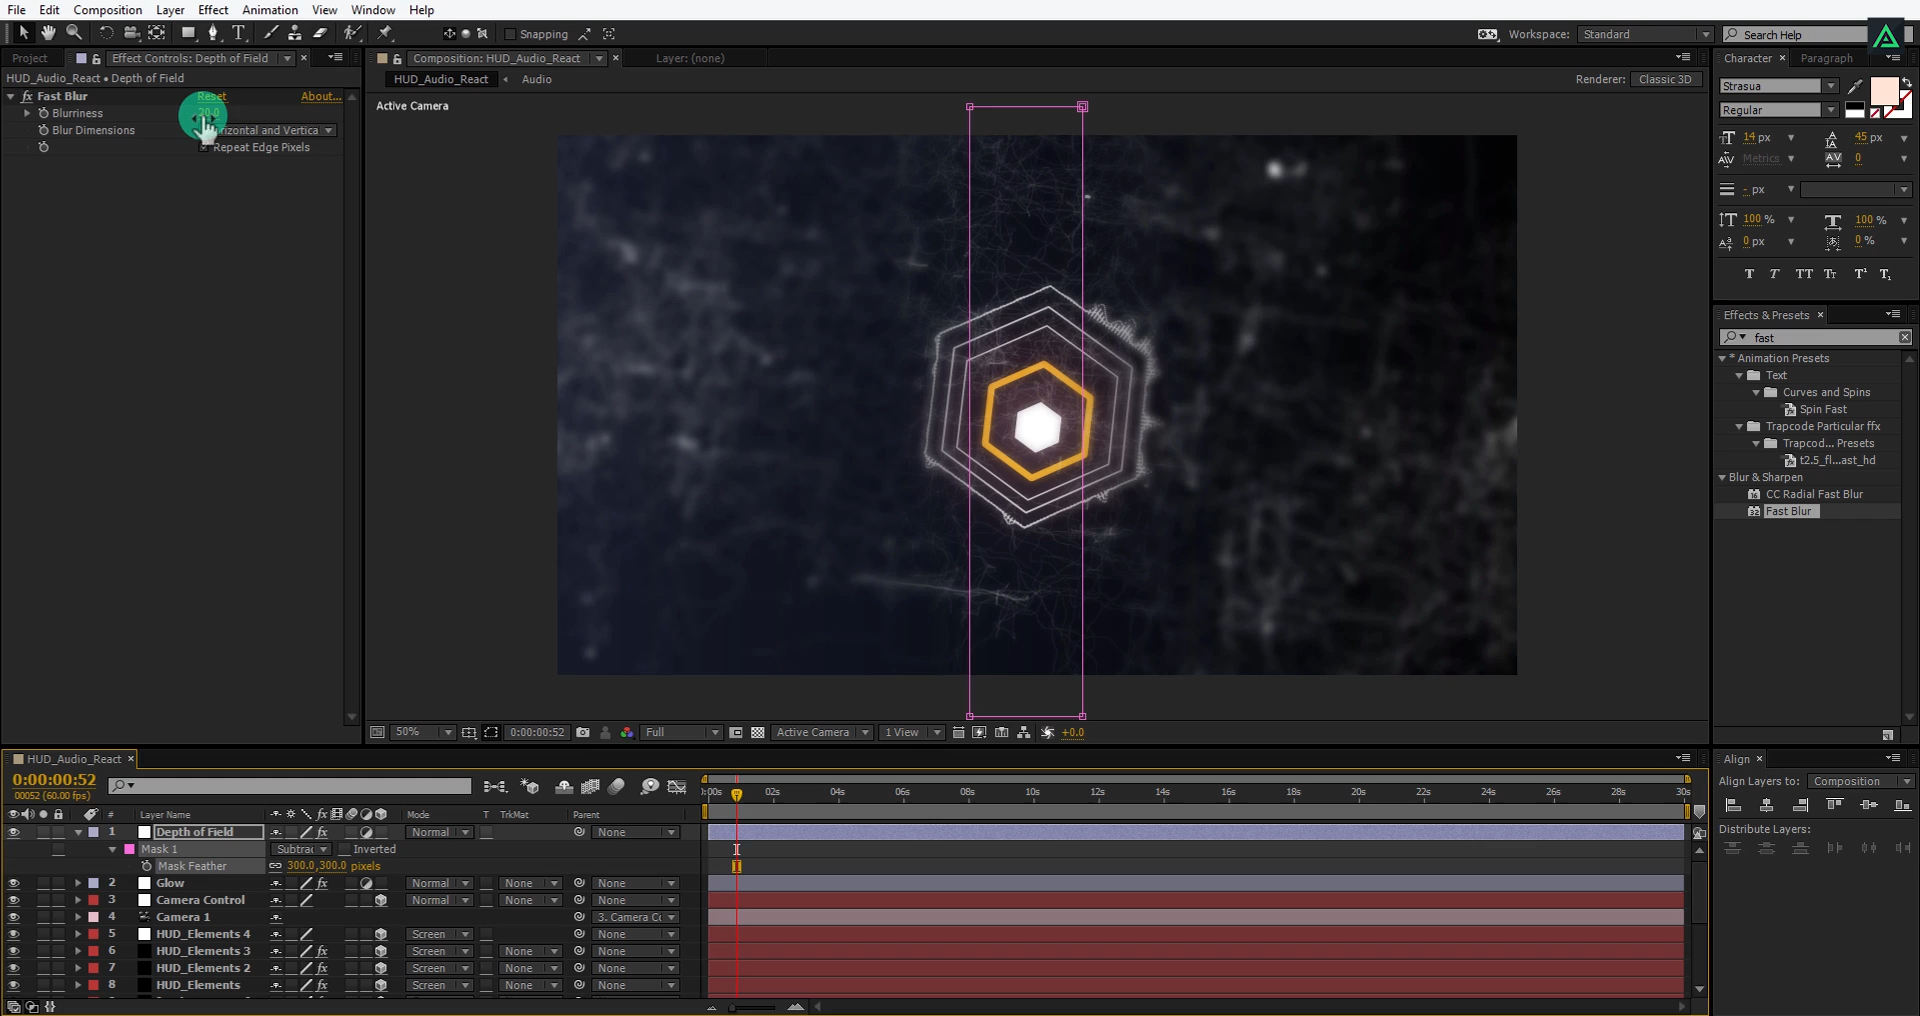 File Edit Composition Layer Effect Animation View Window Help
Snapping
Workspace: Standard
Search Help
Project
Effect Controls: Depth of Field
Composition: HUD_Audio_React
Layer: (none)
Character
Paragraph
HUD_Audio_React • Depth of Field
HUD_Audio_React
Audio
Renderer: Classic 3D
Fast Blur
Reset
About...
Blurriness
20.0
Blur Dimensions
Repeat Edge Pixels
Active Camera
Strasua
Regular
14 px
45 px
Metrics
0
- px
100 %
100 %
0 px
0 %
Effects & Presets
fast
* Animation Presets
Text
Curves and Spins
Spin Fast
Trapcode Particular ffx
Trapcod... Presets
t2.5_fl...ast_hd
Blur & Sharpen
CC Radial Fast Blur
Fast Blur
50%
0:00:00:52
Full
Active Camera
1 View
+0.0
HUD_Audio_React
0:00:00:52
00052 (60.00 fps)
:00s 02s 04s 06s 08s 10s 12s 14s 16s 18s 20s 22s 24s 26s 28s 30s
# Layer Name Mode T TrkMat Parent
1 Depth of Field Normal None
Mask 1 Subtrac Inverted
Mask Feather 300.0,300.0 pixels
2 Glow Normal None None
3 Camera Control Normal None None
4 Camera 1 3. Camera Cc
5 HUD_Elements 4 Screen None
6 HUD_Elements 3 Screen None None
7 HUD_Elements 2 Screen None None
8 HUD_Elements Screen None None
Align
Align Layers to: Composition
Distribute Layers: